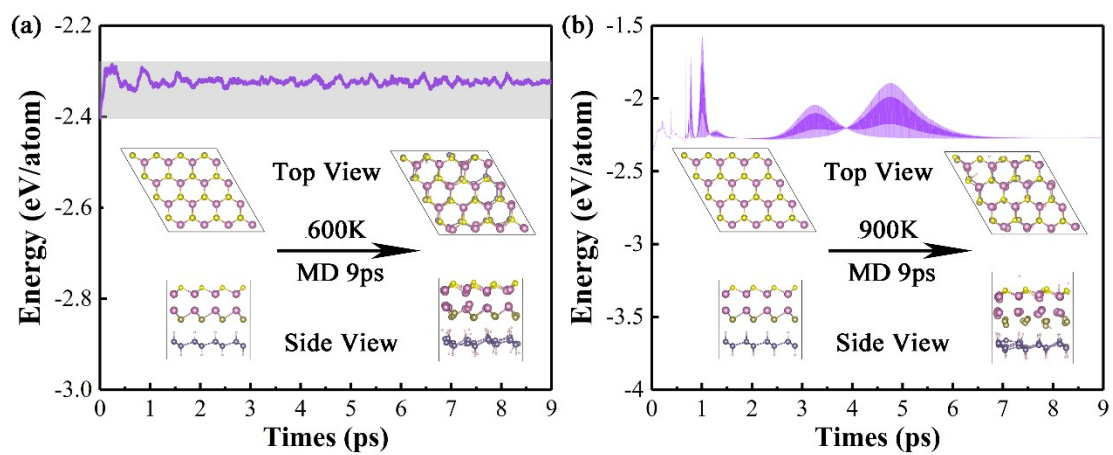 (a)
-2.2
-2.4
-2.6
-2.8
-3.0
Energy (eV/atom)
Top View
600K
MD 9ps
Side View
0 1 2 3 4 5 6 7 8 9
Times (ps)
(b)
-1.5
-2
-2.5
-3
-3.5
-4
Energy (eV/atom)
Top View
900K
MD 9ps
Side View
0 1 2 3 4 5 6 7 8 9
Times (ps)